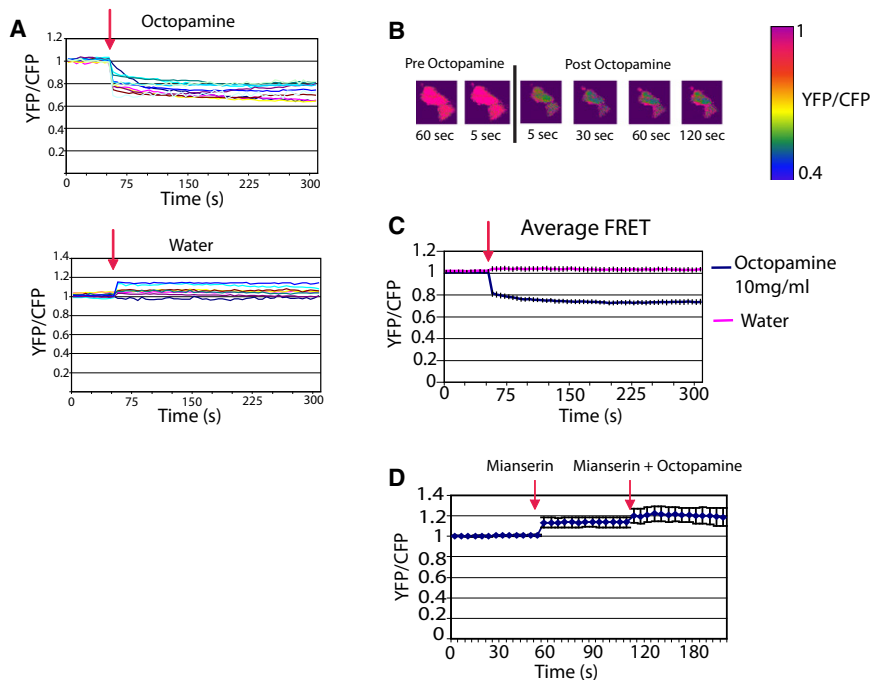 A
Octopamine
1.2
1
0.8
0.6
0.4
0.2
YFP/CFP
0 75 150 225 300
Time (s)
Water
1.4
1.2
1
0.8
0.6
0.4
0.2
YFP/CFP
0 75 150 225 300
Time (s)
B
Pre Octopamine Post Octopamine
60 sec 5 sec 5 sec 30 sec 60 sec 120 sec
1
YFP/CFP
0.4
C
Average FRET
1.2
1
0.8
0.6
0.4
0.2
0
YFP/CFP
0 75 150 225 300
Time (s)
Octopamine
10mg/ml
Water
D
Mianserin Mianserin + Octopamine
1.4
1.2
1
0.8
0.6
0.4
0.2
0
YFP/CFP
0 30 60 90 120 180
Time (s)